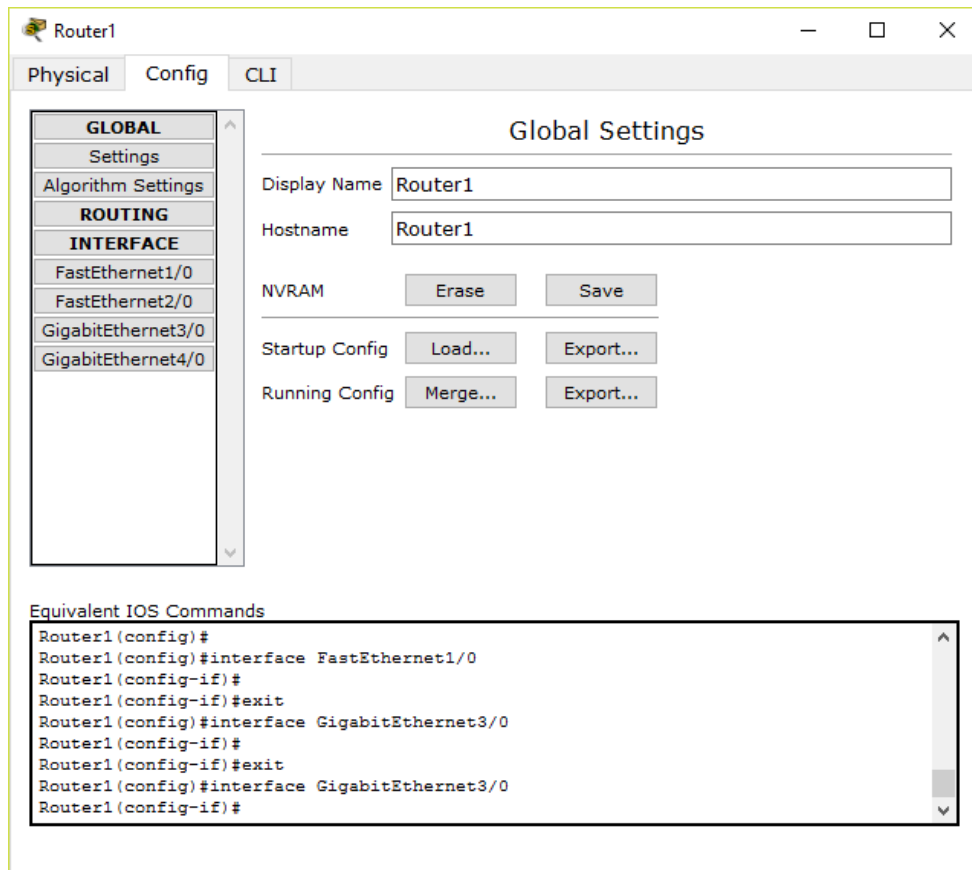 Router1
Physical Config CLI
GLOBAL
Settings
Algorithm Settings
ROUTING
INTERFACE
FastEthernet1/0
FastEthernet2/0
GigabitEthernet3/0
GigabitEthernet4/0
Global Settings
Display Name Router1
Hostname Router1
NVRAM Erase Save
Startup Config Load... Export...
Running Config Merge... Export...
Equivalent IOS Commands
Router1(config)#
Router1(config)#interface FastEthernet1/0
Router1(config-if)#
Router1(config-if)#exit
Router1(config)#interface GigabitEthernet3/0
Router1(config-if)#
Router1(config-if)#exit
Router1(config)#interface GigabitEthernet3/0
Router1(config-if)#